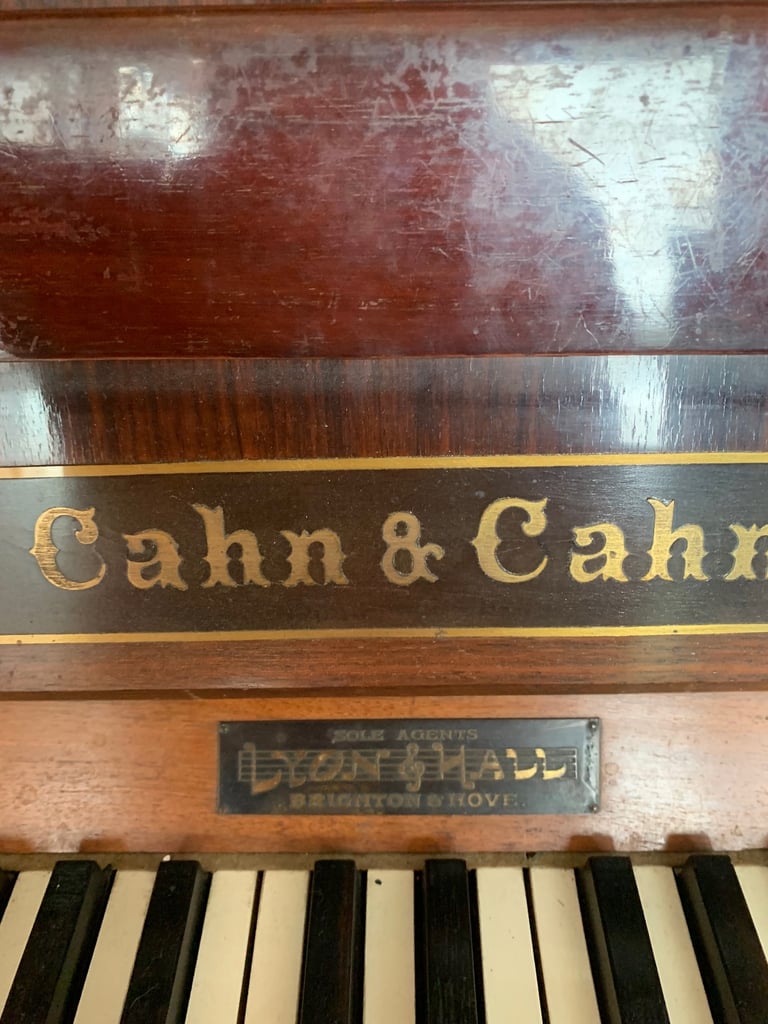 Cahn & Cahn
SOLE AGENTS
LYON & HALL
BRIGHTON & HOVE.